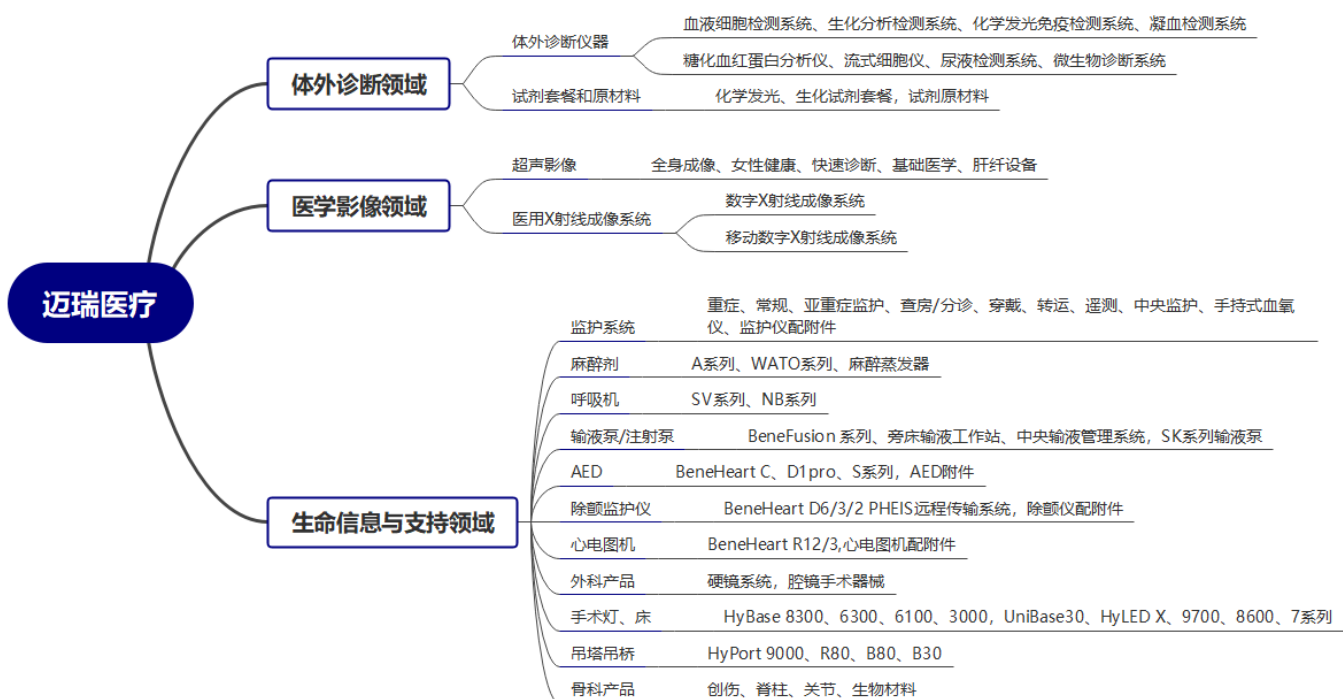 迈瑞医疗
体外诊断领域
体外诊断仪器
血液细胞检测系统、生化分析检测系统、化学发光免疫检测系统、凝血检测系统
糖化血红蛋白分析仪、流式细胞仪、尿液检测系统、微生物诊断系统
试剂套餐和原材料
化学发光、生化试剂套餐，试剂原材料
医学影像领域
超声影像
全身成像、女性健康、快速诊断、基础医学、肝纤设备
医用X射线成像系统
数字X射线成像系统
移动数字X射线成像系统
生命信息与支持领域
监护系统
重症、常规、亚重症监护、查房/分诊、穿戴、转运、遥测、中央监护、手持式血氧
仪、监护仪配附件
麻醉剂
A系列、WATO系列、麻醉蒸发器
呼吸机
SV系列、NB系列
输液泵/注射泵
BeneFusion 系列、旁床输液工作站、中央输液管理系统，SK系列输液泵
AED
BeneHeart C、D1pro、S系列，AED附件
除颤监护仪
BeneHeart D6/3/2 PHEIS远程传输系统，除颤仪配附件
心电图机
BeneHeart R12/3,心电图机配附件
外科产品
硬镜系统，腔镜手术器械
手术灯、床
HyBase 8300、6300、6100、3000，UniBase30、HyLED X、9700、8600、7系列
吊塔吊桥
HyPort 9000、R80、B80、B30
骨科产品
创伤、脊柱、关节、生物材料